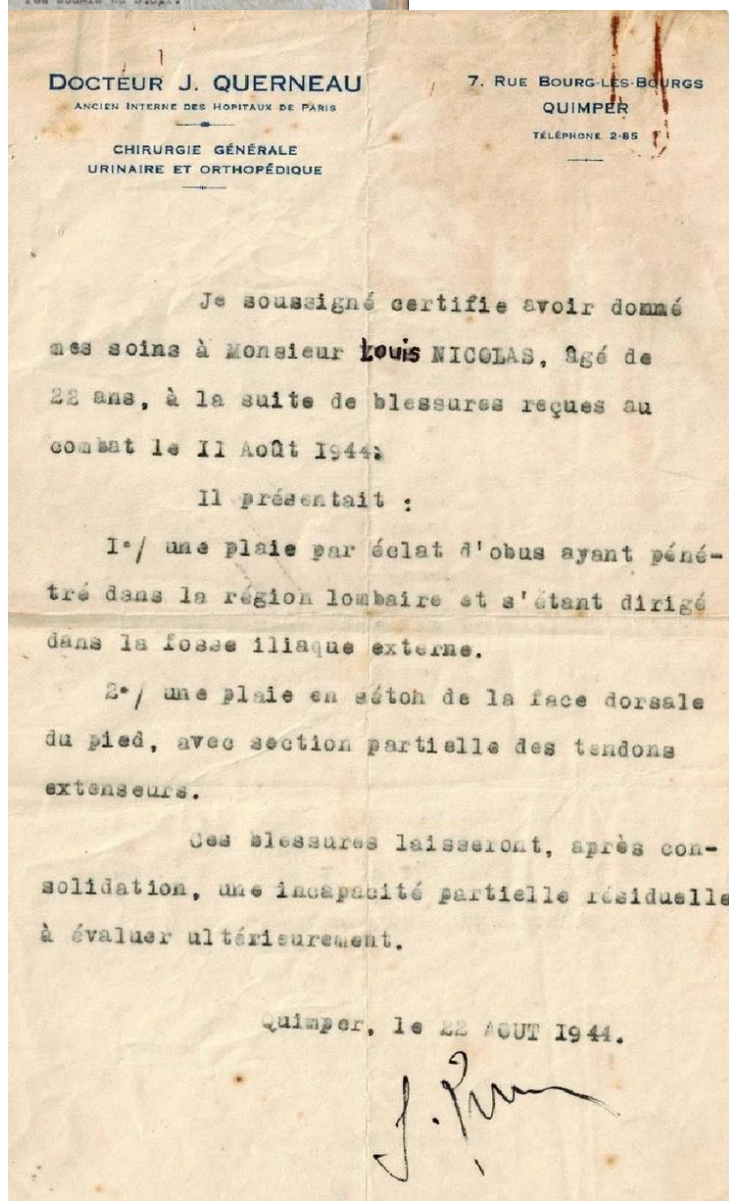 DOCTEUR J. QUERNEAU
ANCIEN INTERNE DES HOPITAUX DE PARIS
CHIRURGIE GÉNÉRALE
URINAIRE ET ORTHOPÉDIQUE
7. RUE BOURG-LES-BOURGS
QUIMPER
TÉLÉPHONE 2-85
Je soussigné certifie avoir donné
mes soins à Monsieur Louis NICOLAS, âgé de
22 ans, à la suite de blessures reçues au
combat le II Août I944:
Il présentait :
I°/ une plaie par éclat d'obus ayant péné-
tré dans la région lombaire et s'étant dirigé
dans la fosse iliaque externe.
2°/ une plaie en séton de la face dorsale
du pied, avec section partielle des tendons
extenseurs.
Ces blessures laisseront, après con-
solidation, une incapacité partielle résiduelle
à évaluer ultérieurement.
Quimper, le 22 AOUT I944.